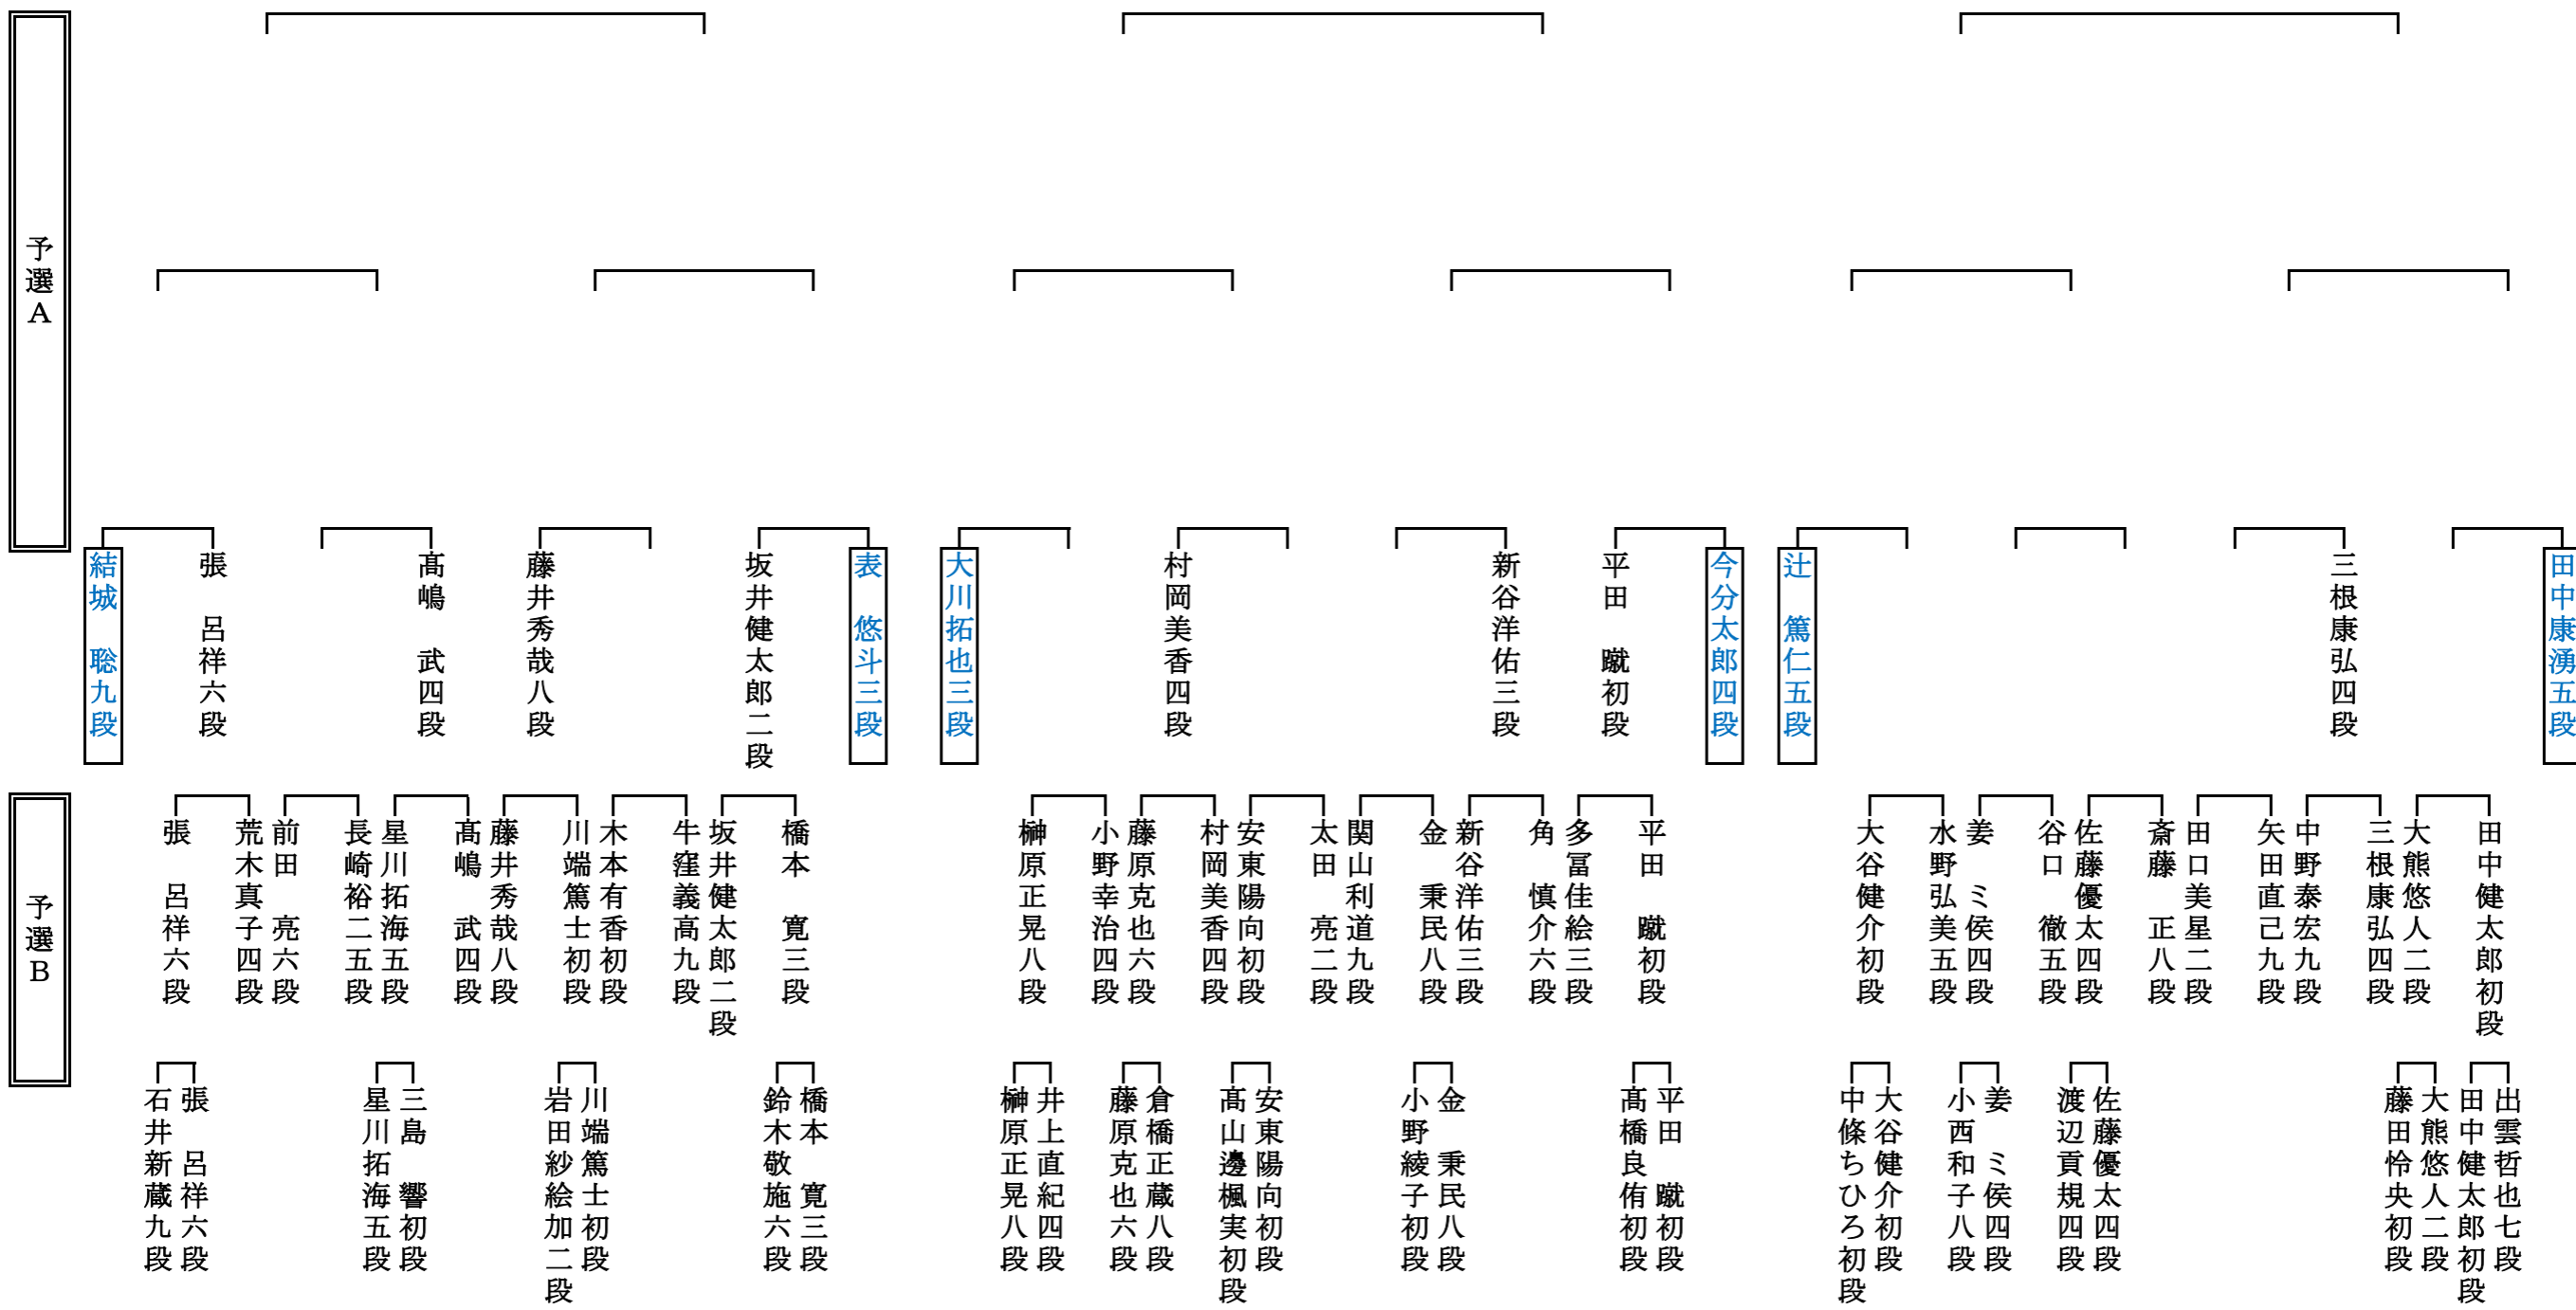 予選A
結城　聡九段
張　呂祥六段
髙嶋　武四段
藤井秀哉八段
坂井健太郎二段
表　悠斗三段
大川拓也三段
村岡美香四段
新谷洋佑三段
平田　蹴初段
今分太郎四段
辻　篤仁五段
三根康弘四段
田中康湧五段
予選B
張　呂祥六段
荒木真子四段
前田　亮六段
長崎裕二五段
星川拓海五段
髙嶋　武四段
藤井秀哉八段
川端篤士初段
木本有香初段
牛窪義高九段
坂井健太郎二段
橋本　寛三段
榊原正晃八段
小野幸治四段
藤原克也六段
村岡美香四段
安東陽向初段
太田　亮二段
関山利道九段
金　秉民八段
新谷洋佑三段
角　慎介六段
多冨佳絵三段
平田　蹴初段
大谷健介初段
水野弘美五段
姜　ミ侯四段
谷口　徹五段
佐藤優太四段
斎藤　正八段
田口美星二段
矢田直己九段
中野泰宏九段
三根康弘四段
大熊悠人二段
田中健太郎初段
石井新蔵九段
張　呂祥六段
星川拓海五段
三島　響初段
岩田紗絵加二段
川端篤士初段
鈴木敬施六段
橋本　寛三段
榊原正晃八段
井上直紀四段
藤原克也六段
倉橋正蔵八段
髙山邊楓実初段
安東陽向初段
小野綾子初段
金　秉民八段
髙橋良侑初段
平田　蹴初段
中條ちひろ初段
大谷健介初段
小西和子八段
姜　ミ侯四段
渡辺貢規四段
佐藤優太四段
藤田怜央初段
大熊悠人二段
田中健太郎初段
出雲哲也七段